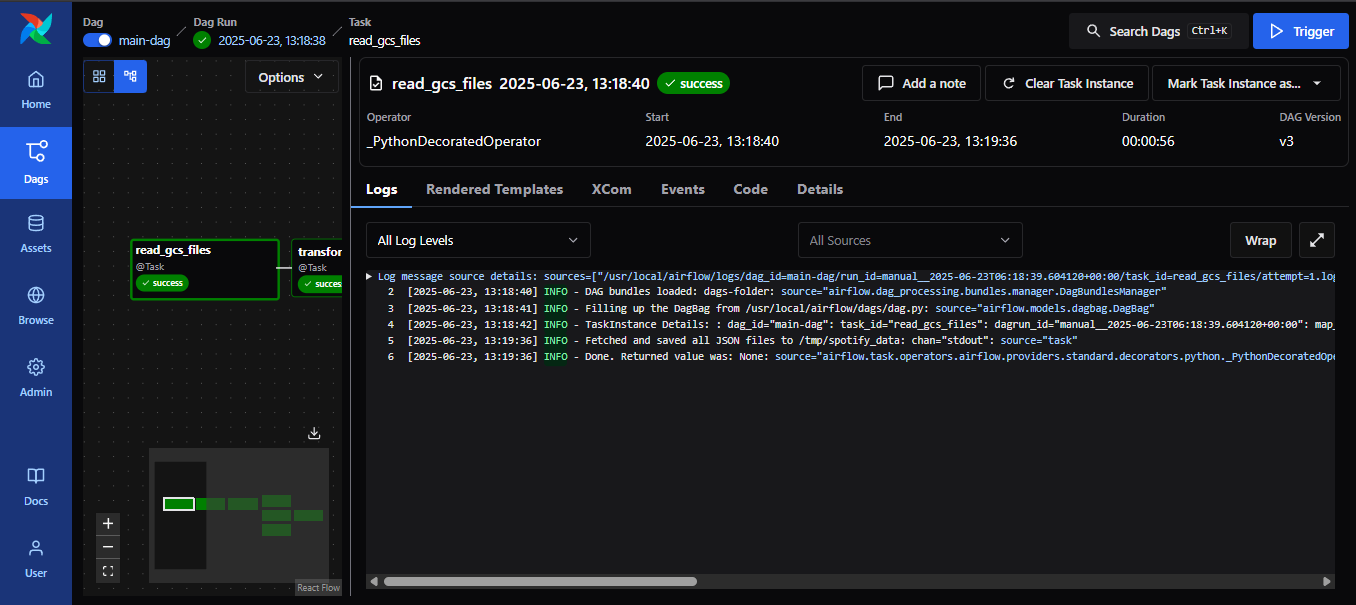 Dag
main-dag
Dag Run
2025-06-23, 13:18:38
Task
read_gcs_files
Search Dags Ctrl+K
Trigger
Home
Dags
Assets
Browse
Admin
Docs
User
Options
read_gcs_files
@Task
success
transfor
@Task
succes
React Flow
read_gcs_files 2025-06-23, 13:18:40 success
Add a note
Clear Task Instance
Mark Task Instance as...
Operator Start End Duration DAG Version
_PythonDecoratedOperator 2025-06-23, 13:18:40 2025-06-23, 13:19:36 00:00:56 v3
Logs Rendered Templates XCom Events Code Details
All Log Levels All Sources Wrap
Log message source details: sources=["/usr/local/airflow/logs/dag_id=main-dag/run_id=manual__2025-06-23T06:18:39.604120+00:00/task_id=read_gcs_files/attempt=1.log
2 [2025-06-23, 13:18:40] INFO - DAG bundles loaded: dags-folder: source="airflow.dag_processing.bundles.manager.DagBundlesManager"
3 [2025-06-23, 13:18:41] INFO - Filling up the DagBag from /usr/local/airflow/dags/dag.py: source="airflow.models.dagbag.DagBag"
4 [2025-06-23, 13:18:42] INFO - TaskInstance Details: : dag_id="main-dag": task_id="read_gcs_files": dagrun_id="manual__2025-06-23T06:18:39.604120+00:00": map_
5 [2025-06-23, 13:19:36] INFO - Fetched and saved all JSON files to /tmp/spotify_data: chan="stdout": source="task"
6 [2025-06-23, 13:19:36] INFO - Done. Returned value was: None: source="airflow.task.operators.airflow.providers.standard.decorators.python._PythonDecoratedOpe